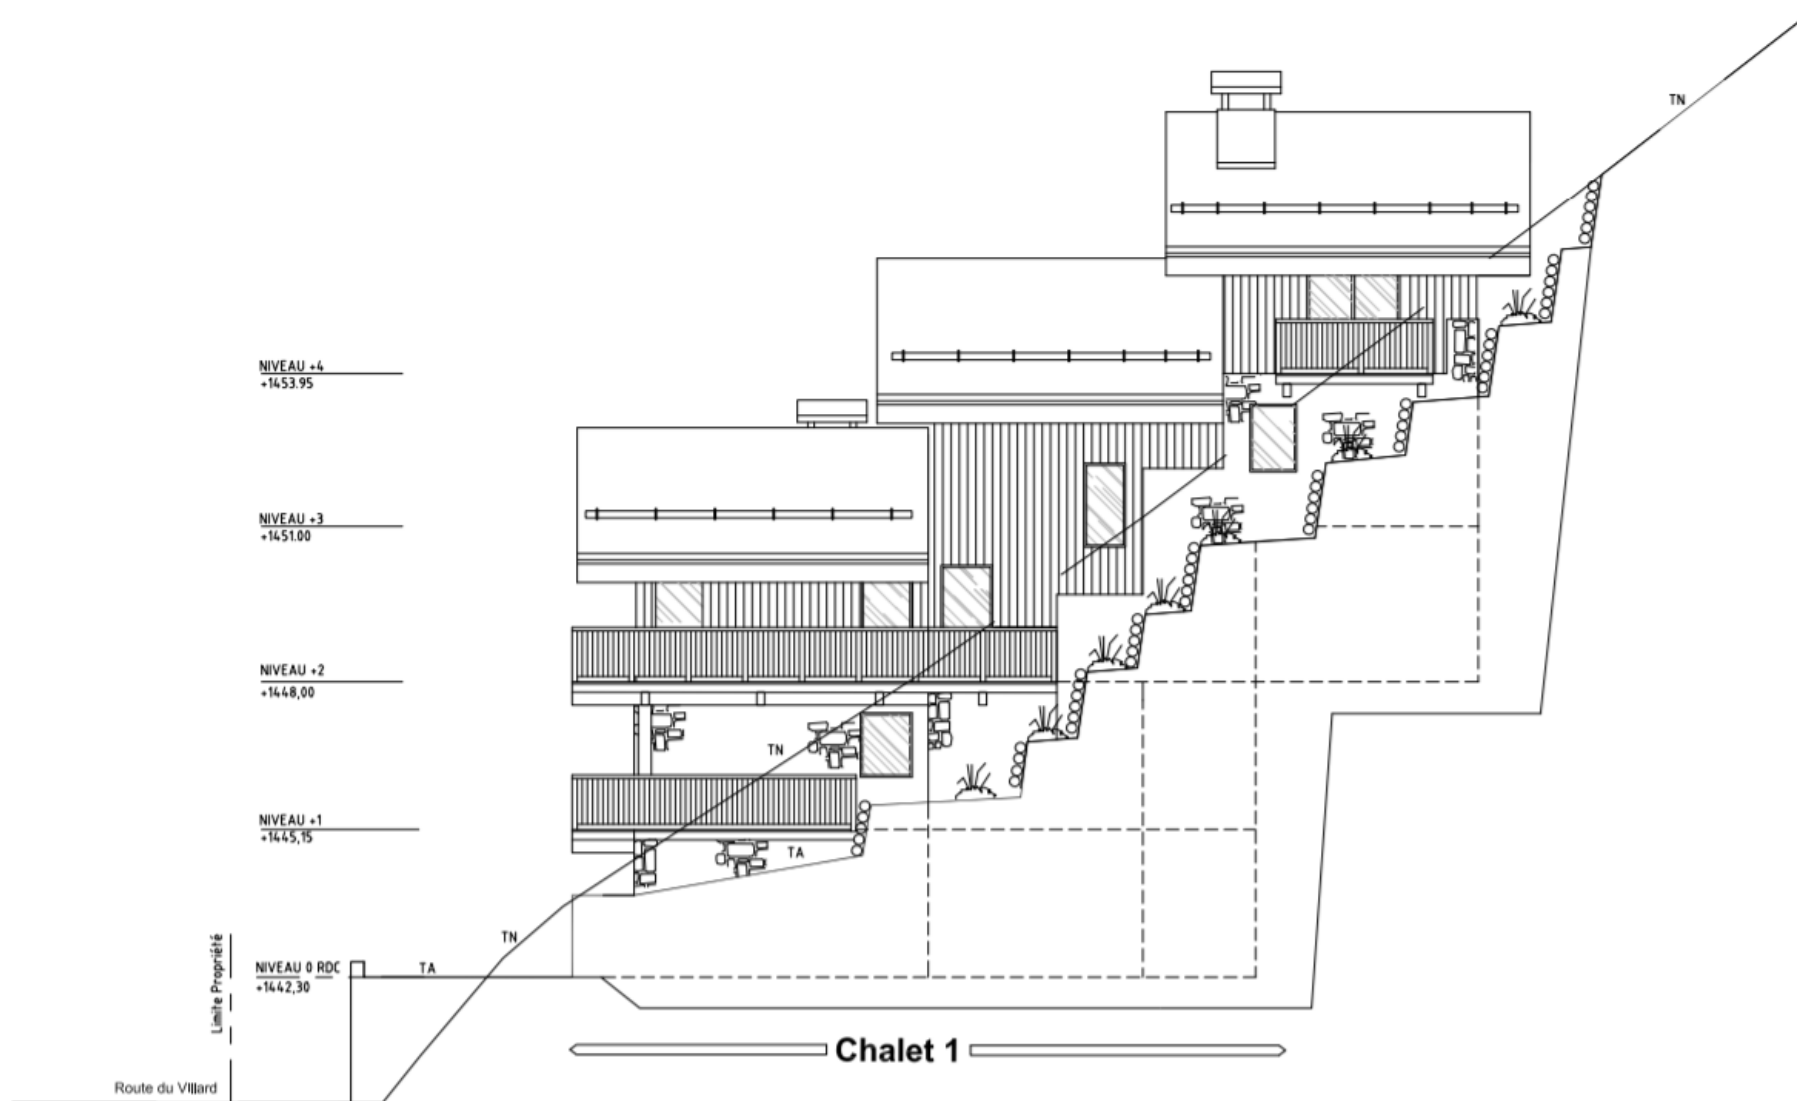 TN
NIVEAU +4
+1453.95
NIVEAU +3
+1451.00
NIVEAU +2
+1448,00
TN
NIVEAU +1
+1445,15
TA
TN
Limite Propriété
NIVEAU 0 RDC
+1442,30
TA
Chalet 1
Route du Villard